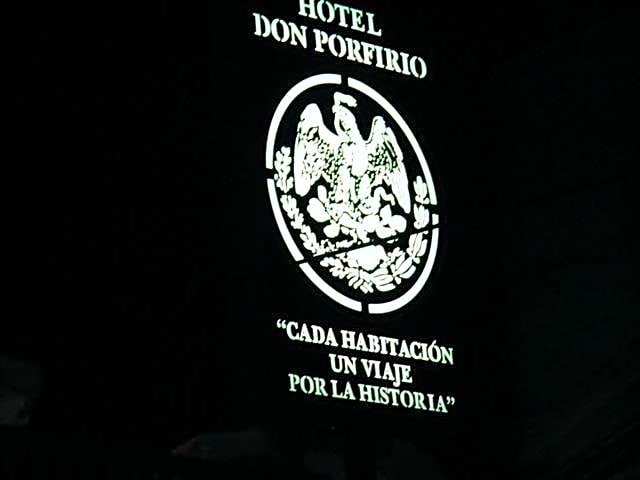 HOTEL
DON PORFIRIO
“CADA HABITACIÓN
UN VIAJE
POR LA HISTORIA”